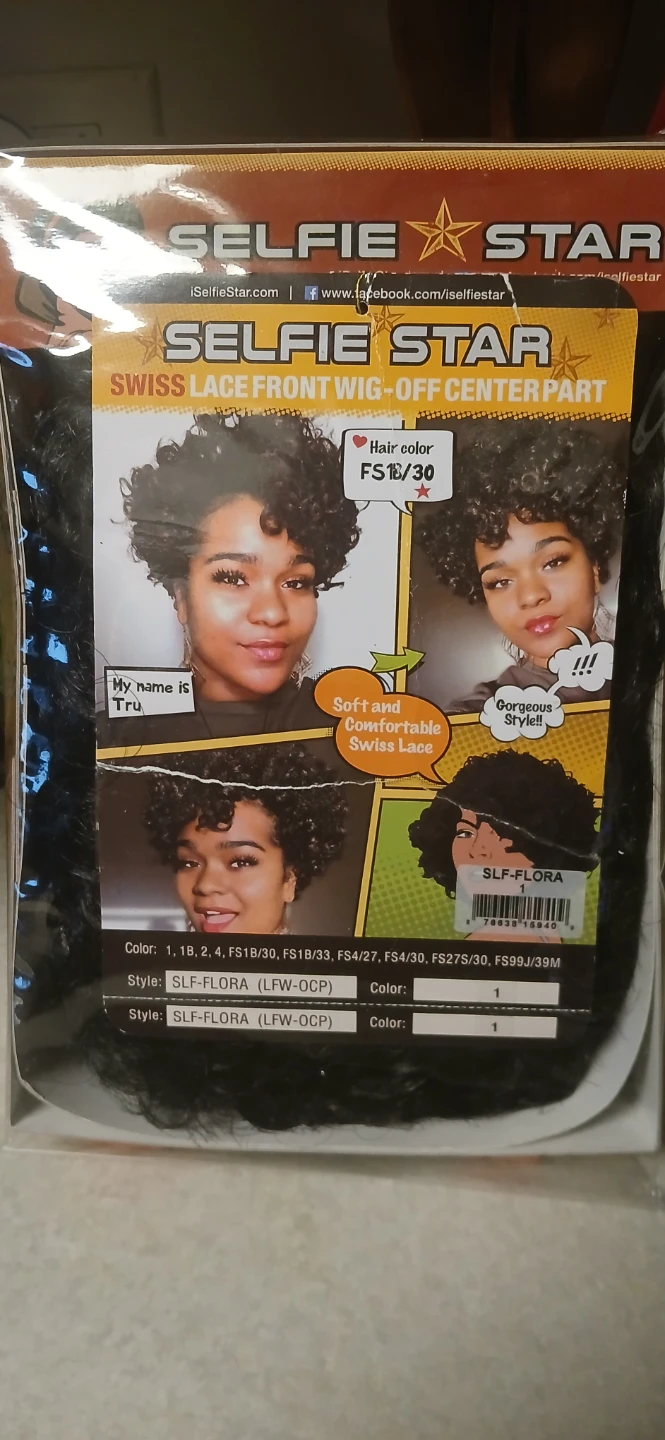 SELFIE STAR
iSelfieStar.com | f www.facebook.com/iselfiestar
SELFIE STAR
SWISS LACE FRONT WIG-OFF CENTER PART
Hair color
FS1B/30
My name is
Tru
!!!
Gorgeous
Style!!
Soft and
Comfortable
Swiss Lace
SLF-FLORA
1
Color: 1, 1B, 2, 4, FS1B/30, FS1B/33, FS4/27, FS4/30, FS27S/30, FS99J/39M
Style: SLF-FLORA (LFW-OCP) Color: 1
Style: SLF-FLORA (LFW-OCP) Color: 1